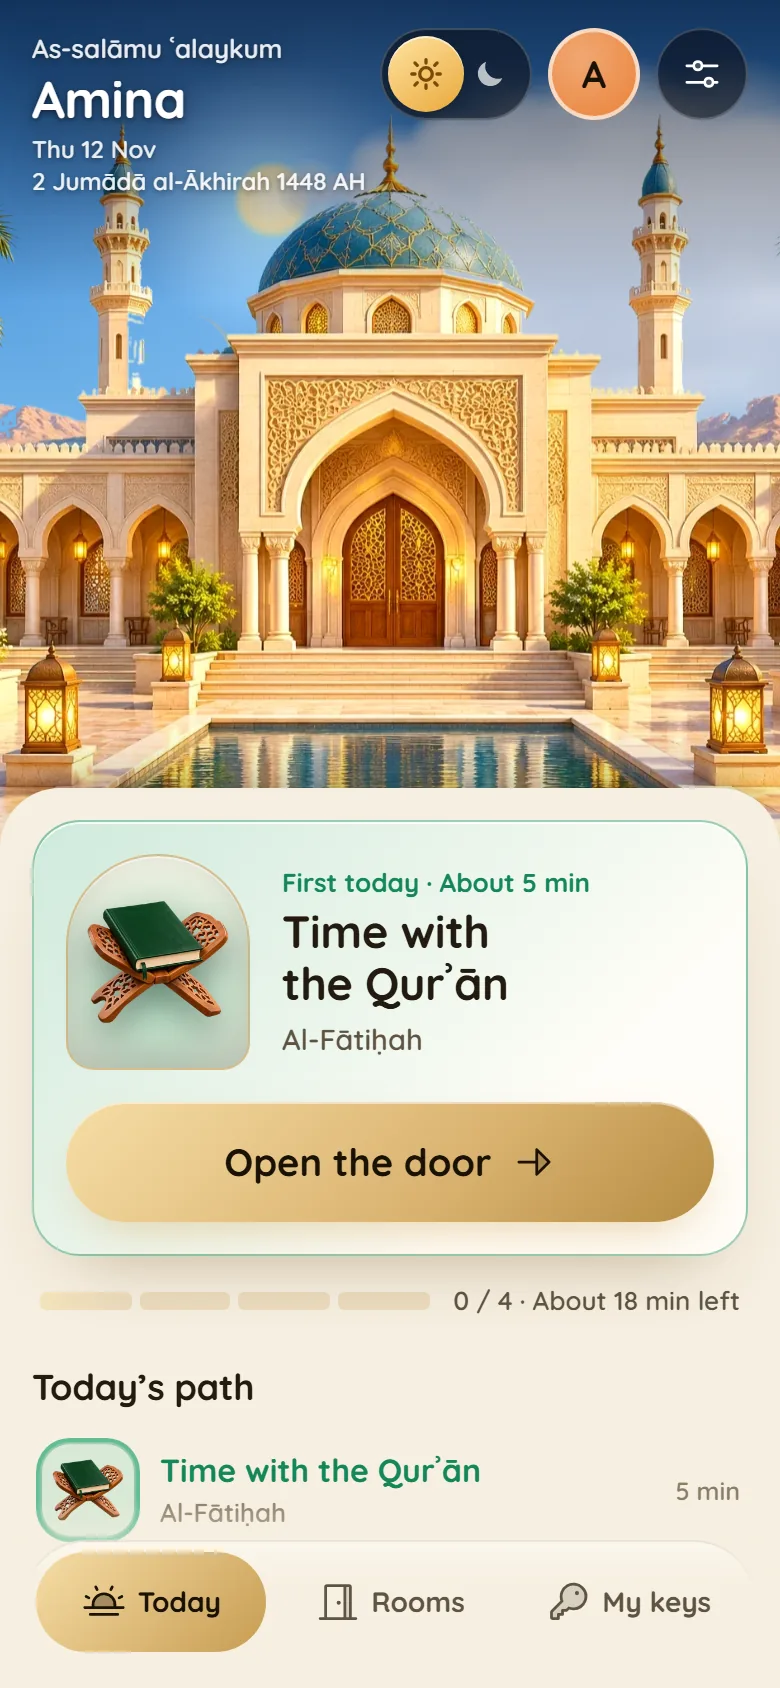 As-salāmu ʿalaykum
Amina
Thu 12 Nov
2 Jumādā al-Ākhirah 1448 AH
A
First today · About 5 min
Time with
the Qurʾān
Al-Fātiḥah
Open the door
0 / 4 · About 18 min left
Today’s path
Time with the Qurʾān
Al-Fātiḥah
5 min
Today
Rooms
My keys